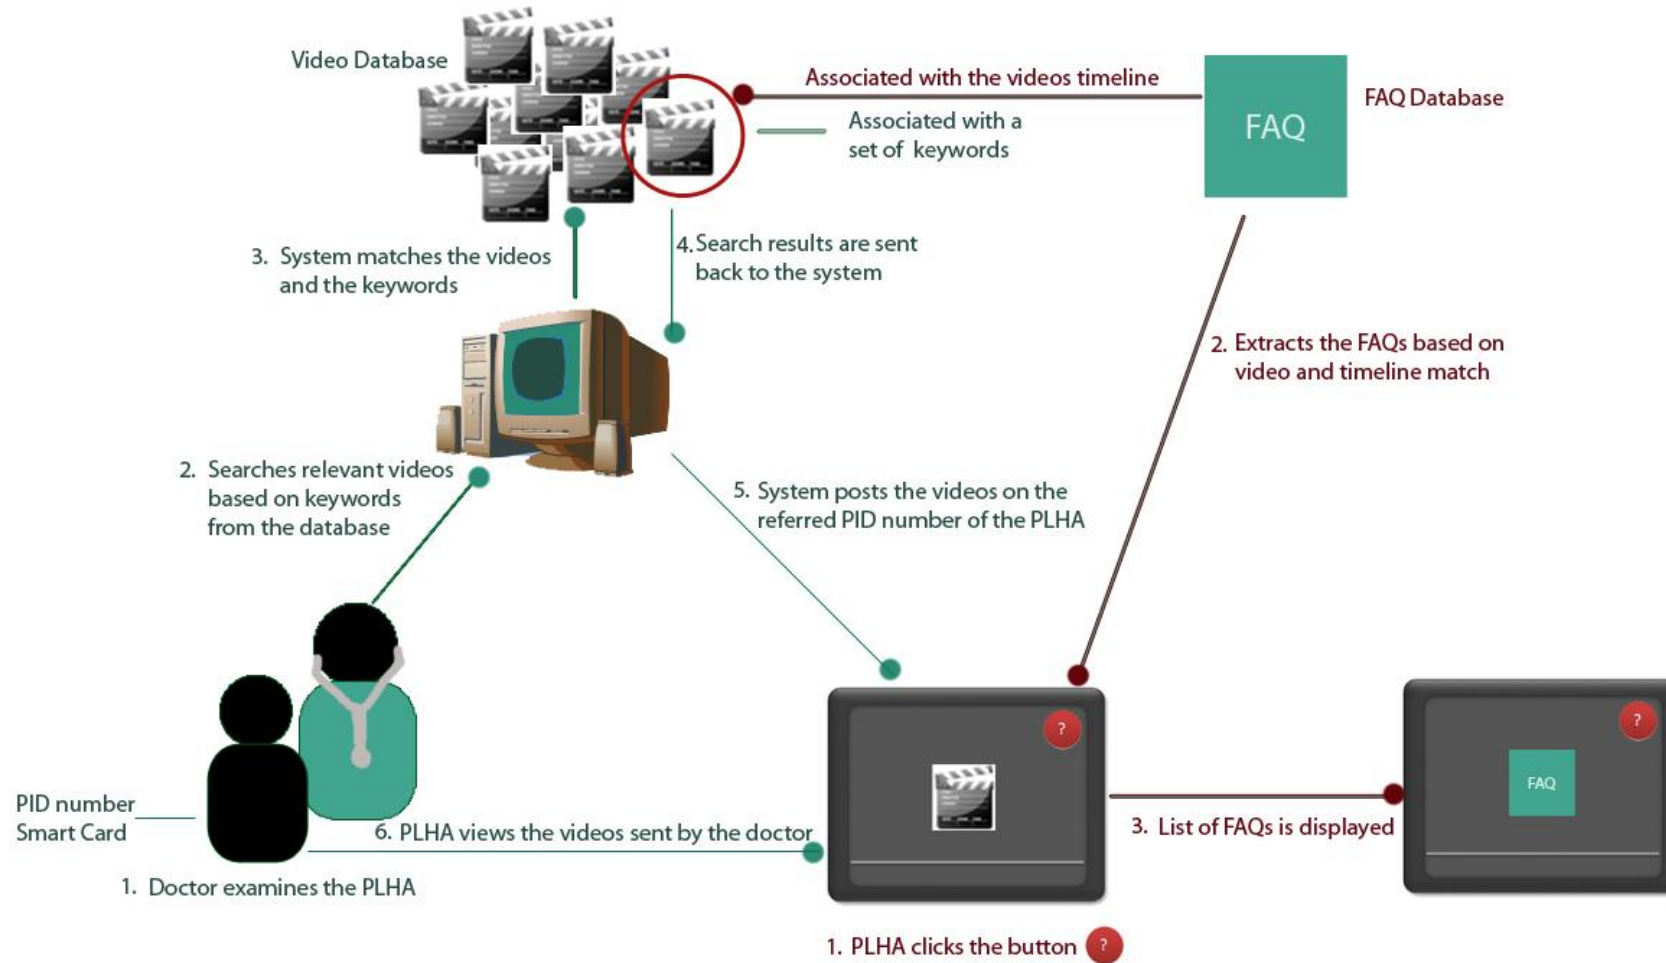 Video Database
Associated with the videos timeline
FAQ Database
FAQ
Associated with a
set of keywords
3. System matches the videos
and the keywords
4. Search results are sent
back to the system
2. Extracts the FAQs based on
video and timeline match
2. Searches relevant videos
based on keywords
from the database
5. System posts the videos on the
referred PID number of the PLHA
?
?
FAQ
PID number
Smart Card
6. PLHA views the videos sent by the doctor
3. List of FAQs is displayed
1. Doctor examines the PLHA
1. PLHA clicks the button ?